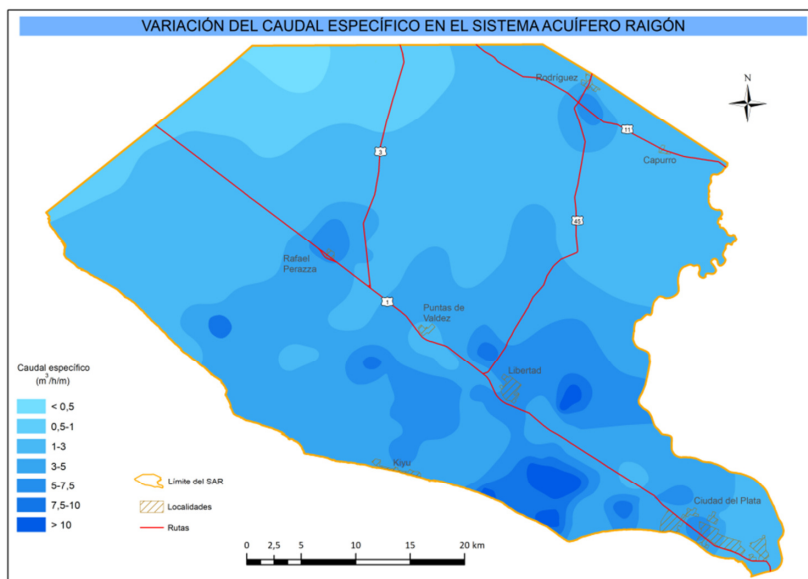 VARIACIÓN DEL CAUDAL ESPECÍFICO EN EL SISTEMA ACUÍFERO RAIGÓN
Rodríguez
N
11
3
Capurro
45
Rafael
Perazza
1
Puntas de
Valdez
Libertad
Caudal específico
(m³/h/m)
< 0,5
0,5-1
1-3
3-5
5-7,5
7,5-10
> 10
Kiyu
Límite del SAR
Localidades
Rutas
Ciudad del Plata
0 2,5 5 10 15 20 km